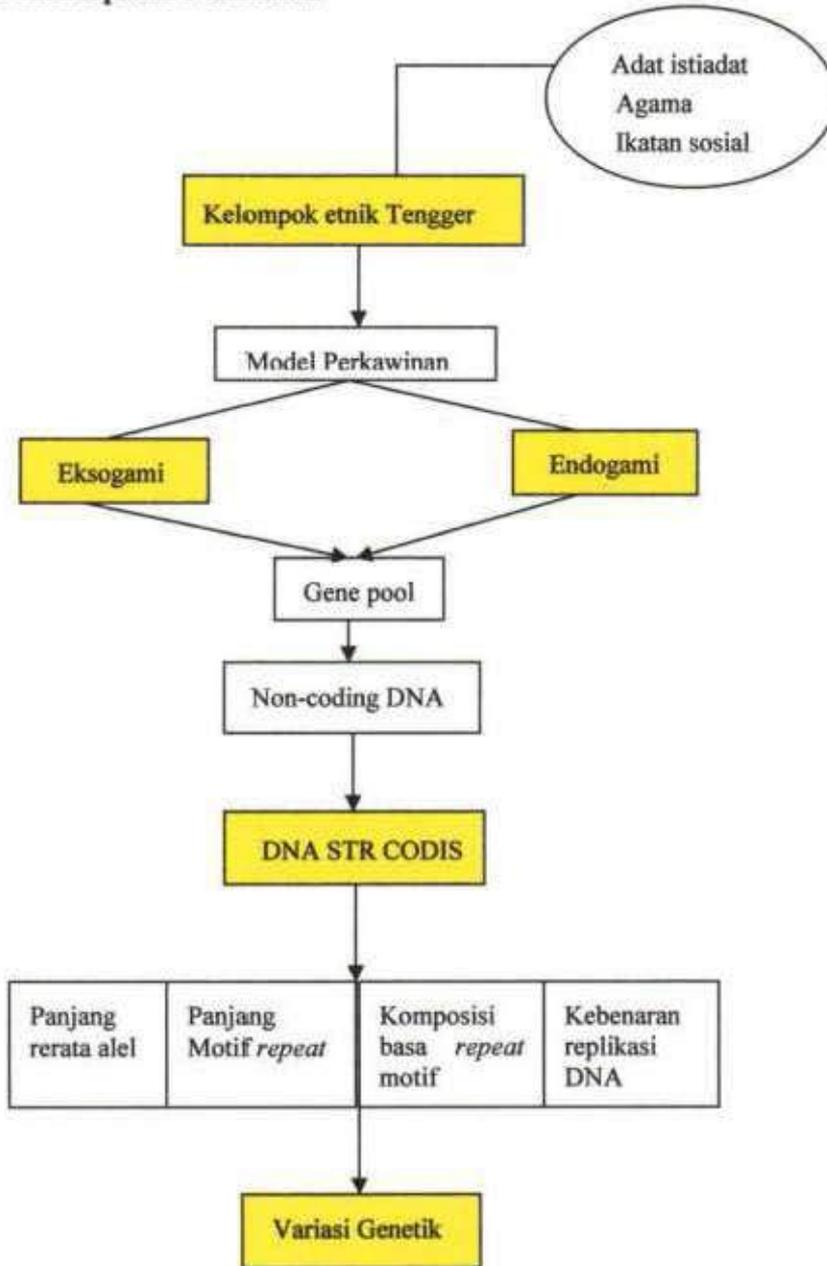 Adat istiadat
Agama
Ikatan sosial
Kelompok etnik Tengger
Model Perkawinan
Eksogami
Endogami
Gene pool
Non-coding DNA
DNA STR CODIS
Panjang
rerata alel
Panjang
Motif repeat
Komposisi
basa repeat
motif
Kebenaran
replikasi
DNA
Variasi Genetik